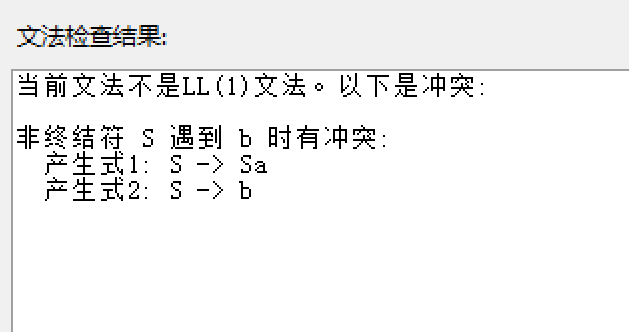 文法检查结果:
当前文法不是LL(1)文法。以下是冲突:
非终结符 S 遇到 b 时有冲突:
产生式1: S -> Sa
产生式2: S -> b